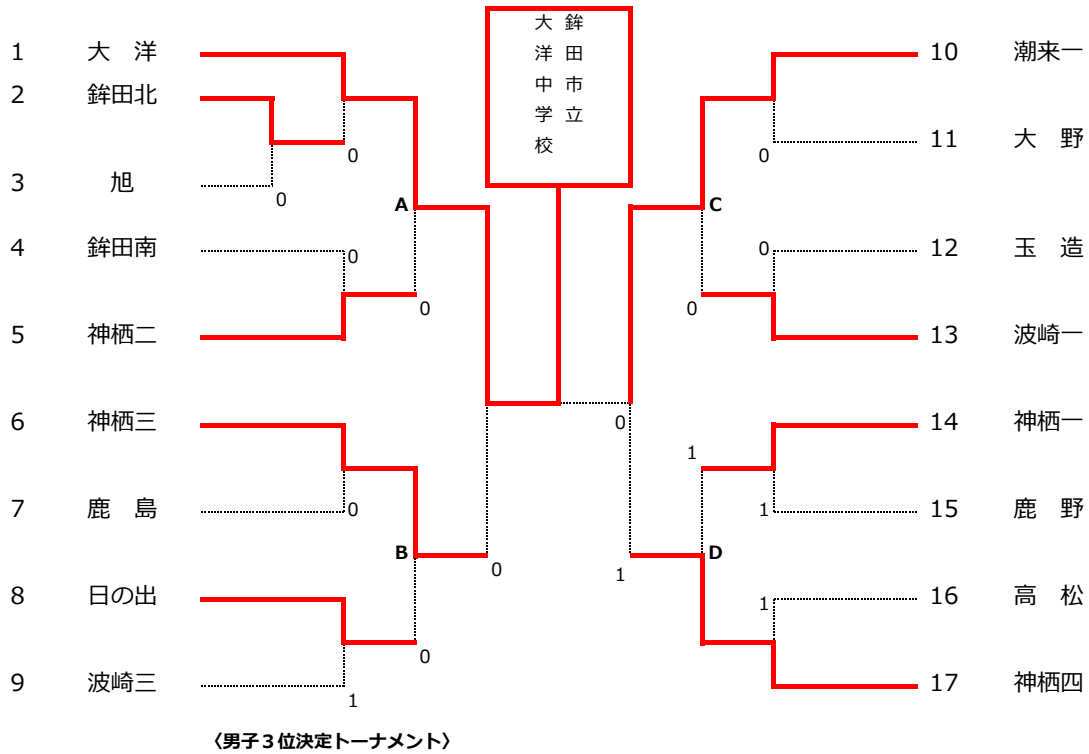 鉾田市立
大洋中学校
1 大 洋
2 鉾田北
0
3 旭
0
A
4 鉾田南
0
0
5 神栖二
6 神栖三
7 鹿 島
0
B
0
8 日の出
0
9 波崎三
1
10 潮来一
11 大 野
0
C
12 玉 造
0
0
13 波崎一
0
14 神栖一
1
15 鹿野
1
D
1
16 高 松
1
17 神栖四
〈男子３位決定トーナメント〉